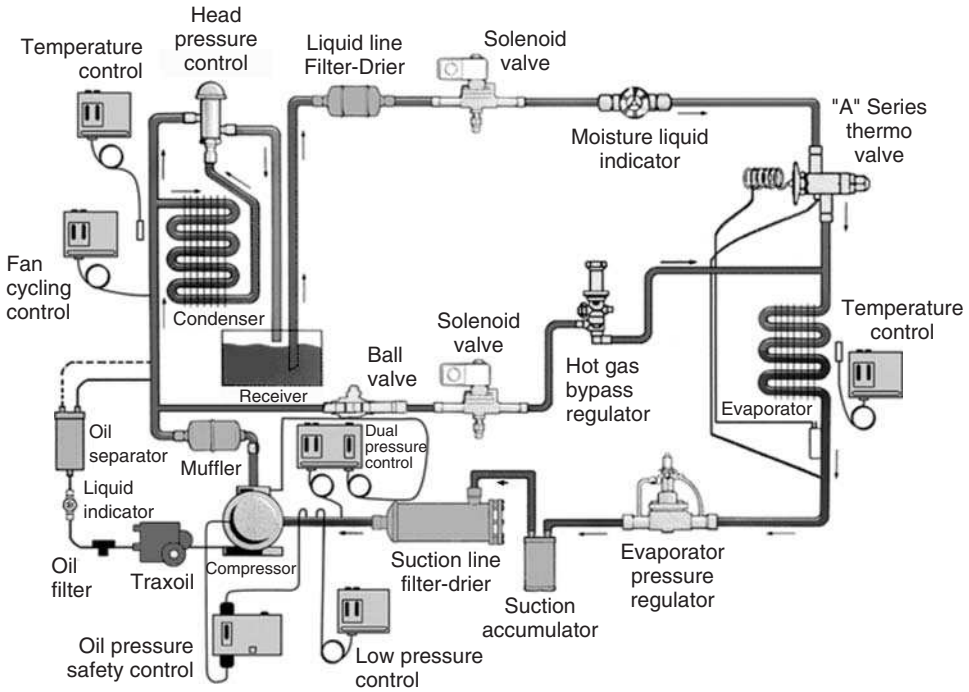 Head
pressure
control
Temperature
control
Liquid line
Filter-Drier
Solenoid
valve
Moisture liquid
indicator
"A" Series
thermo
valve
Fan
cycling
control
Condenser
Receiver
Ball
valve
Solenoid
valve
Hot gas
bypass
regulator
Temperature
control
Evaporator
Oil
separator
Muffler
Dual
pressure
control
Liquid
indicator
Oil
filter
Traxoil
Compressor
Suction line
filter-drier
Suction
accumulator
Evaporator
pressure
regulator
Oil pressure
safety control
Low pressure
control